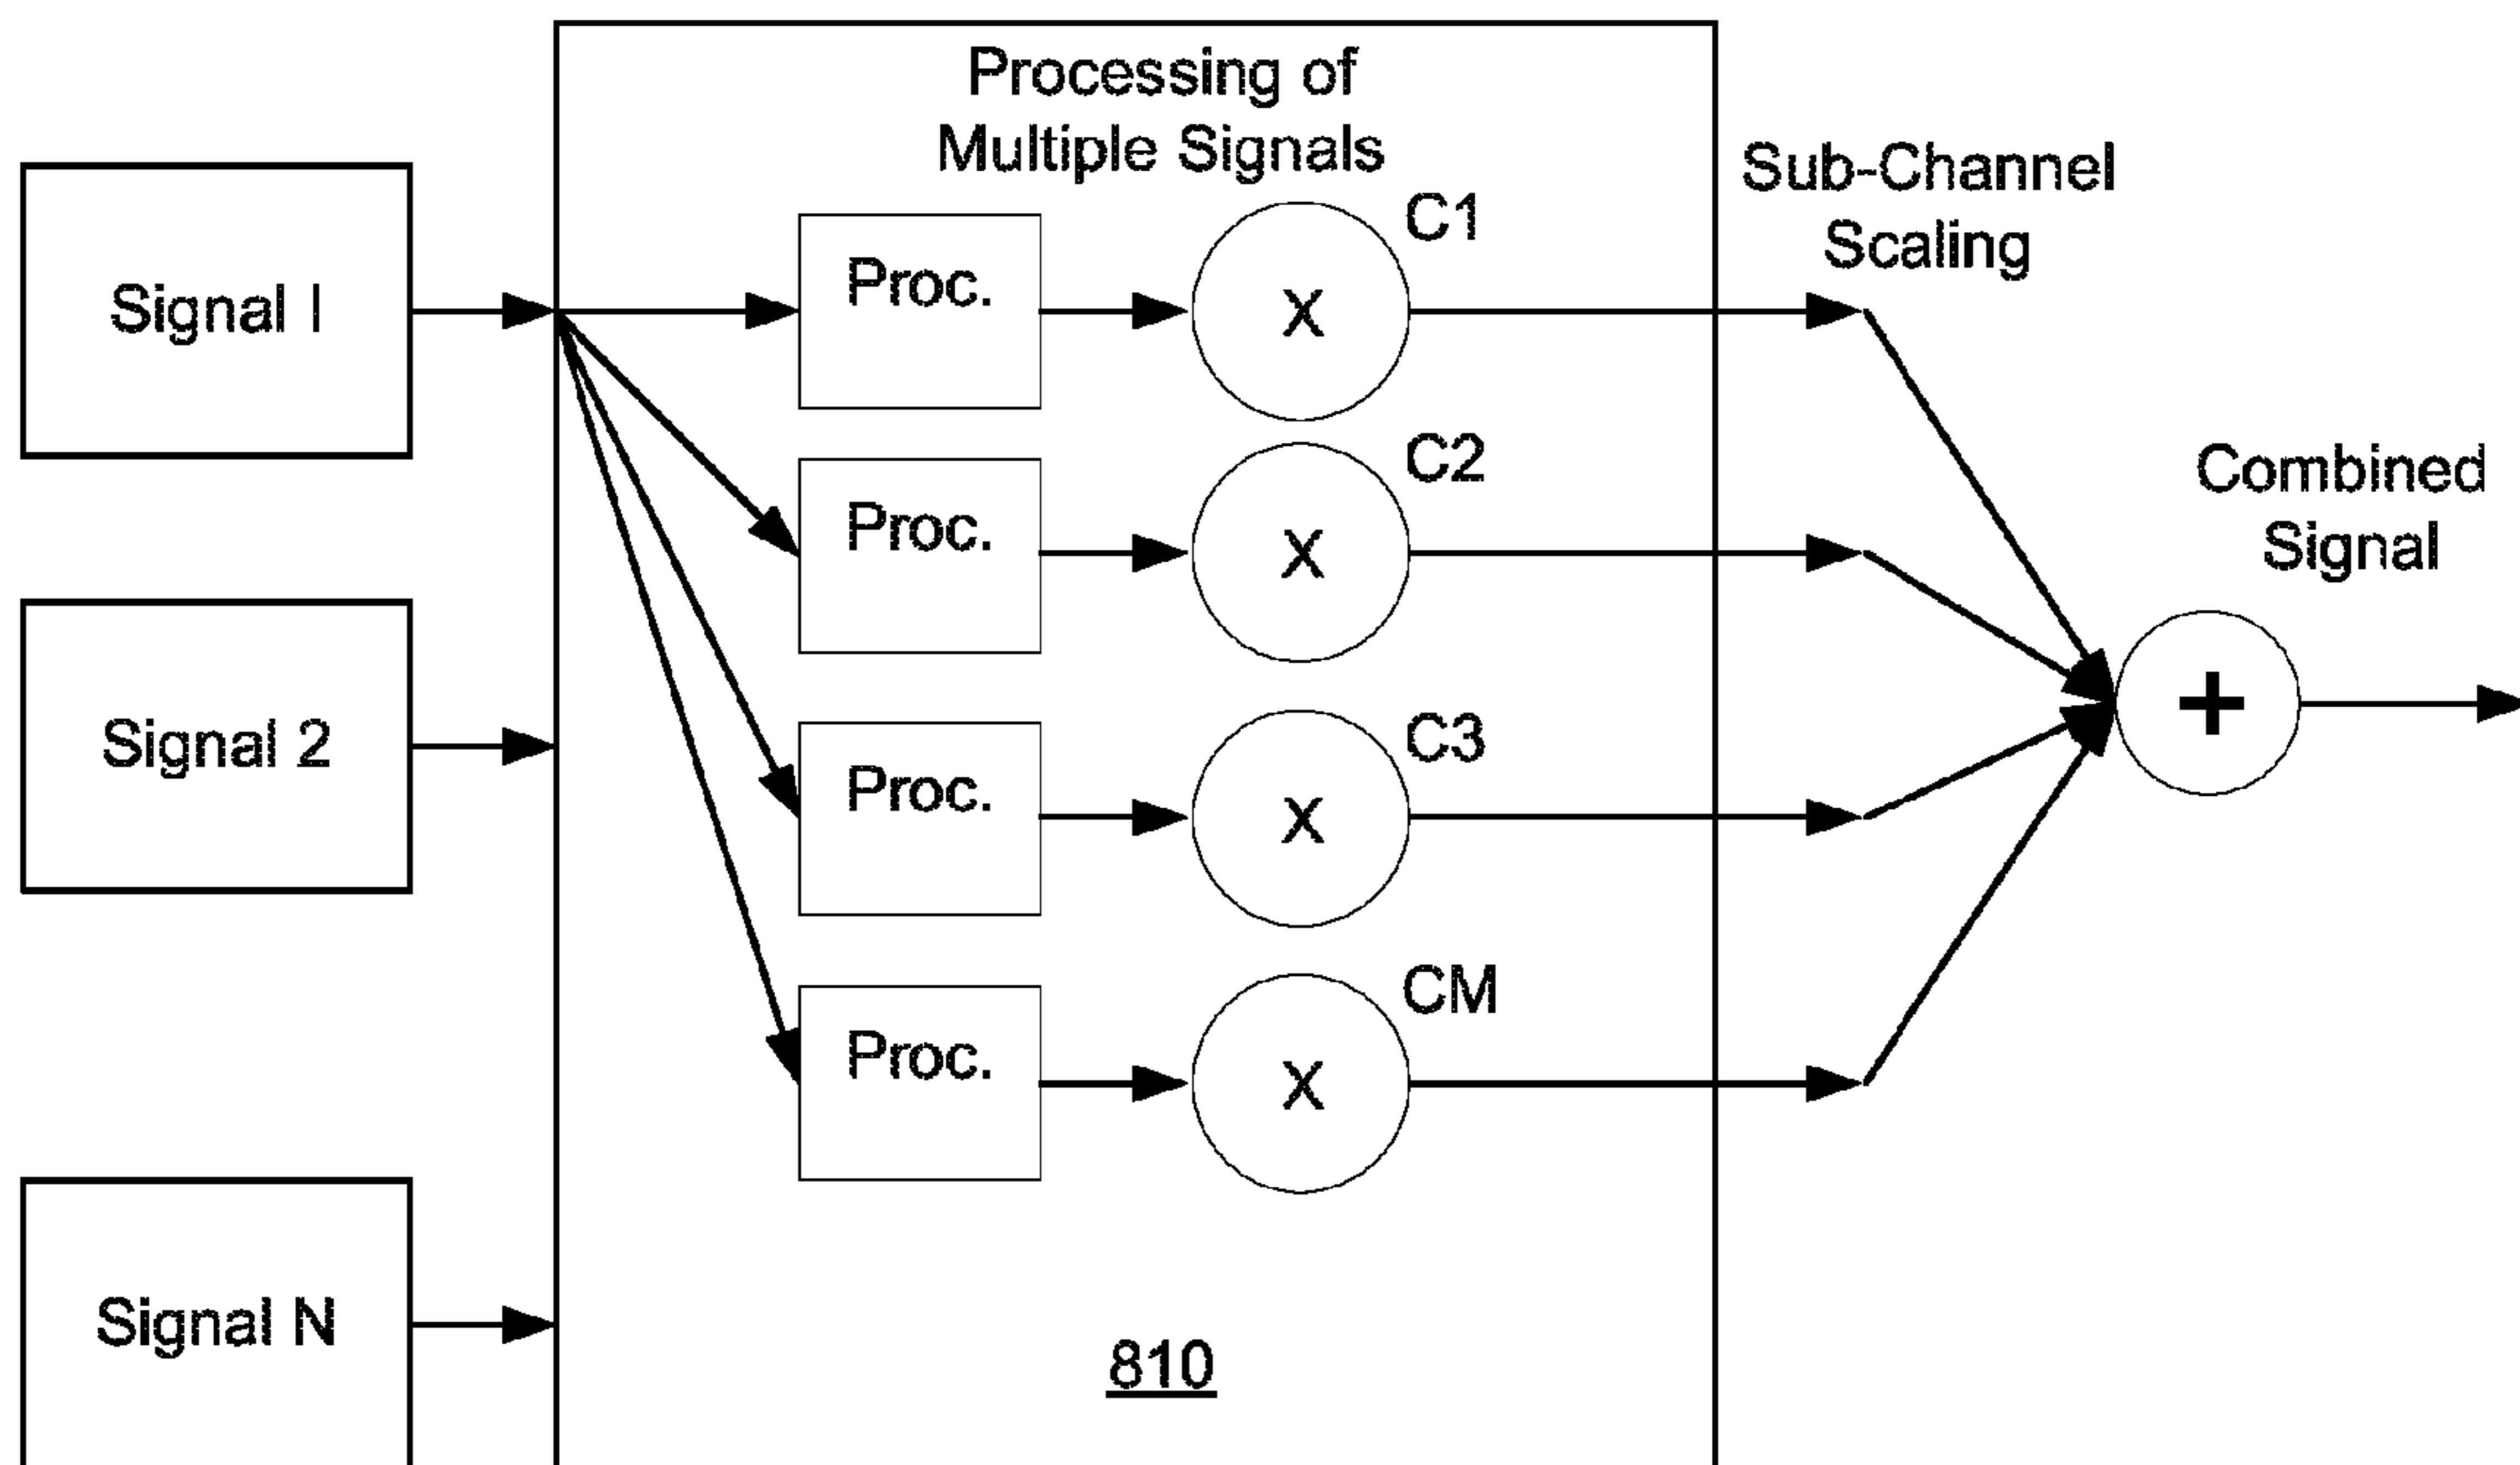 Processing of
Multiple Signals
Sub-Channel
Scaling
Signal I
Proc.
X
C1
Proc.
X
C2
Combined
Signal
Signal 2
Proc.
X
C3
+
Proc.
X
CM
Signal N
810